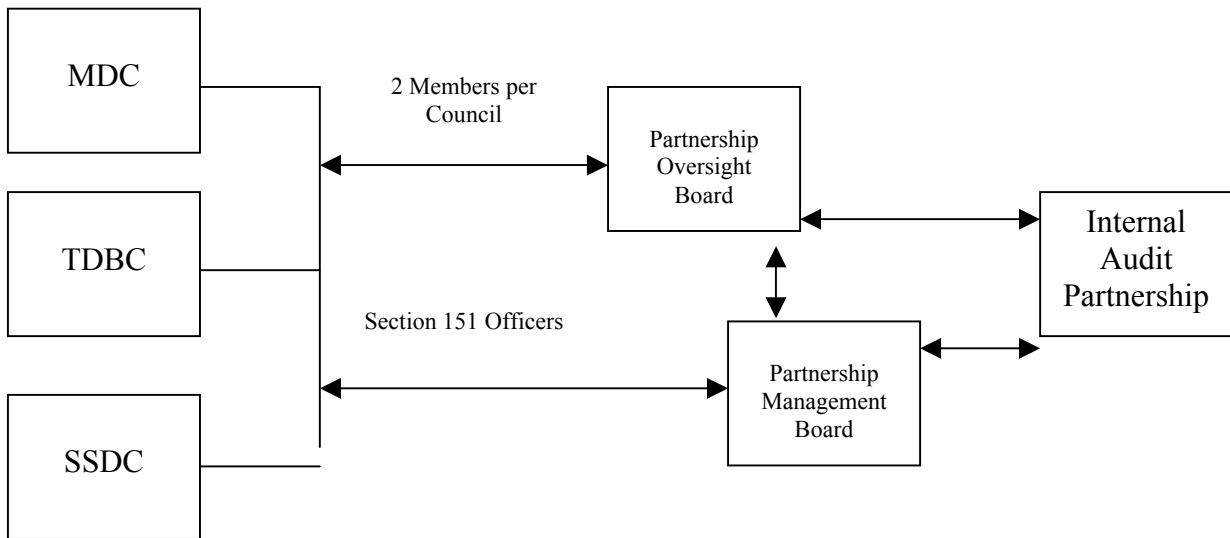 MDC
2 Members per
Council
Partnership
Oversight
Board
TDBC
Internal
Audit
Partnership
Section 151 Officers
Partnership
Management
Board
SSDC